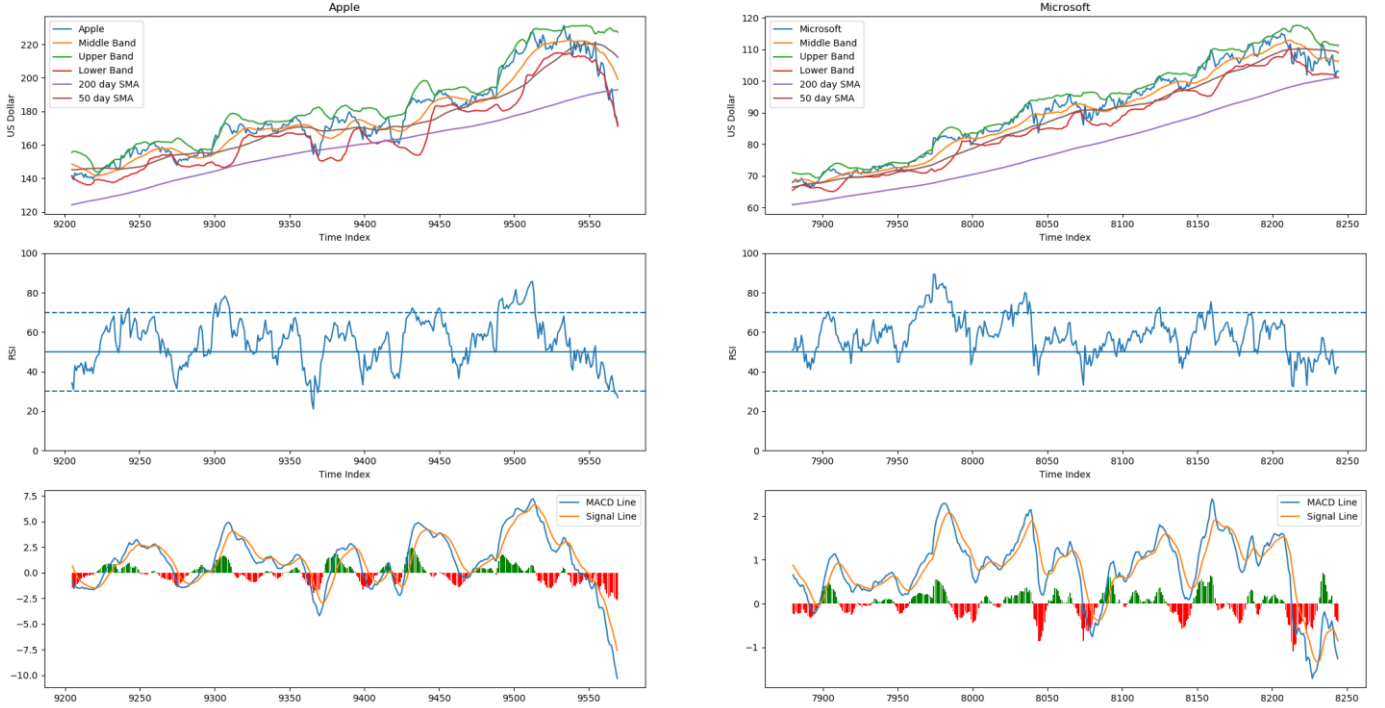 Apple
Apple
Middle Band
Upper Band
Lower Band
200 day SMA
50 day SMA
US Dollar
220
200
180
160
140
120
9200 9250 9300 9350 9400 9450 9500 9550
Time Index
Microsoft
Microsoft
Middle Band
Upper Band
Lower Band
200 day SMA
50 day SMA
US Dollar
120
110
100
90
80
70
60
7900 7950 8000 8050 8100 8150 8200 8250
Time Index
RSI
100
80
60
40
20
0
9200 9250 9300 9350 9400 9450 9500 9550
Time Index
RSI
100
80
60
40
20
0
7900 7950 8000 8050 8100 8150 8200 8250
Time Index
MACD Line
Signal Line
7.5
5.0
2.5
0.0
−2.5
−5.0
−7.5
−10.0
9200 9250 9300 9350 9400 9450 9500 9550
MACD Line
Signal Line
2
1
0
−1
7900 7950 8000 8050 8100 8150 8200 8250